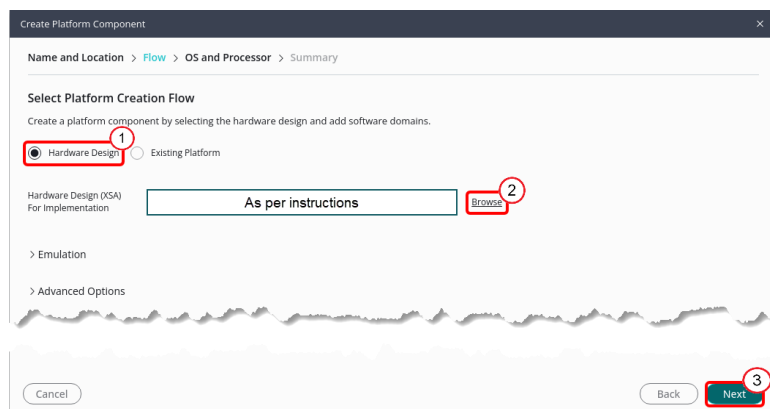 Create Platform Component ×
Name and Location > Flow > OS and Processor > Summary
Select Platform Creation Flow
Create a platform component by selecting the hardware design and add software domains.
1
Hardware Design Existing Platform
2
Hardware Design (XSA)
For Implementation
As per instructions
Browse
> Emulation
> Advanced Options
3
Cancel Back Next